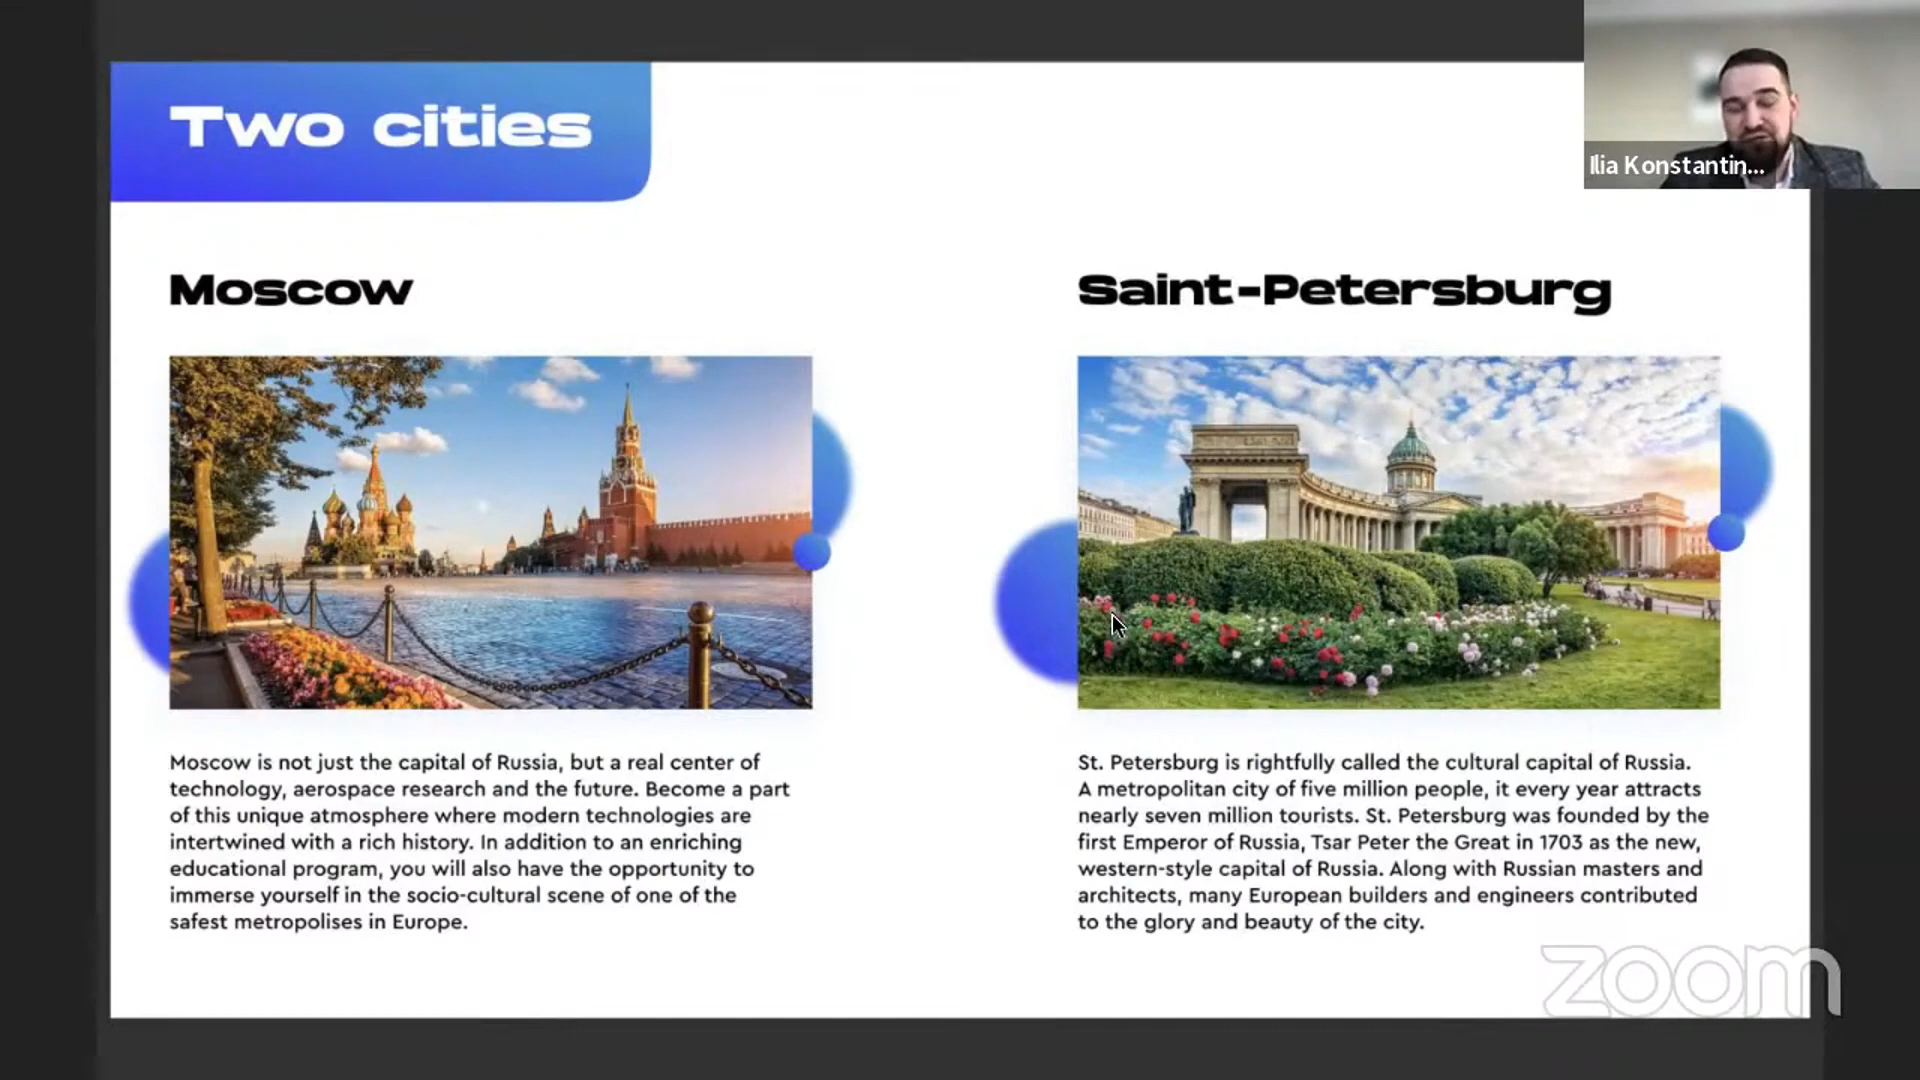 Two cities
Ilia Konstantin...
Moscow
Saint-Petersburg
Moscow is not just the capital of Russia, but a real center of
technology, aerospace research and the future. Become a part
of this unique atmosphere where modern technologies are
intertwined with a rich history. In addition to an enriching
educational program, you will also have the opportunity to
immerse yourself in the socio-cultural scene of one of the
safest metropolises in Europe.
St. Petersburg is rightfully called the cultural capital of Russia.
A metropolitan city of five million people, it every year attracts
nearly seven million tourists. St. Petersburg was founded by the
first Emperor of Russia, Tsar Peter the Great in 1703 as the new,
western-style capital of Russia. Along with Russian masters and
architects, many European builders and engineers contributed
to the glory and beauty of the city.
zoom